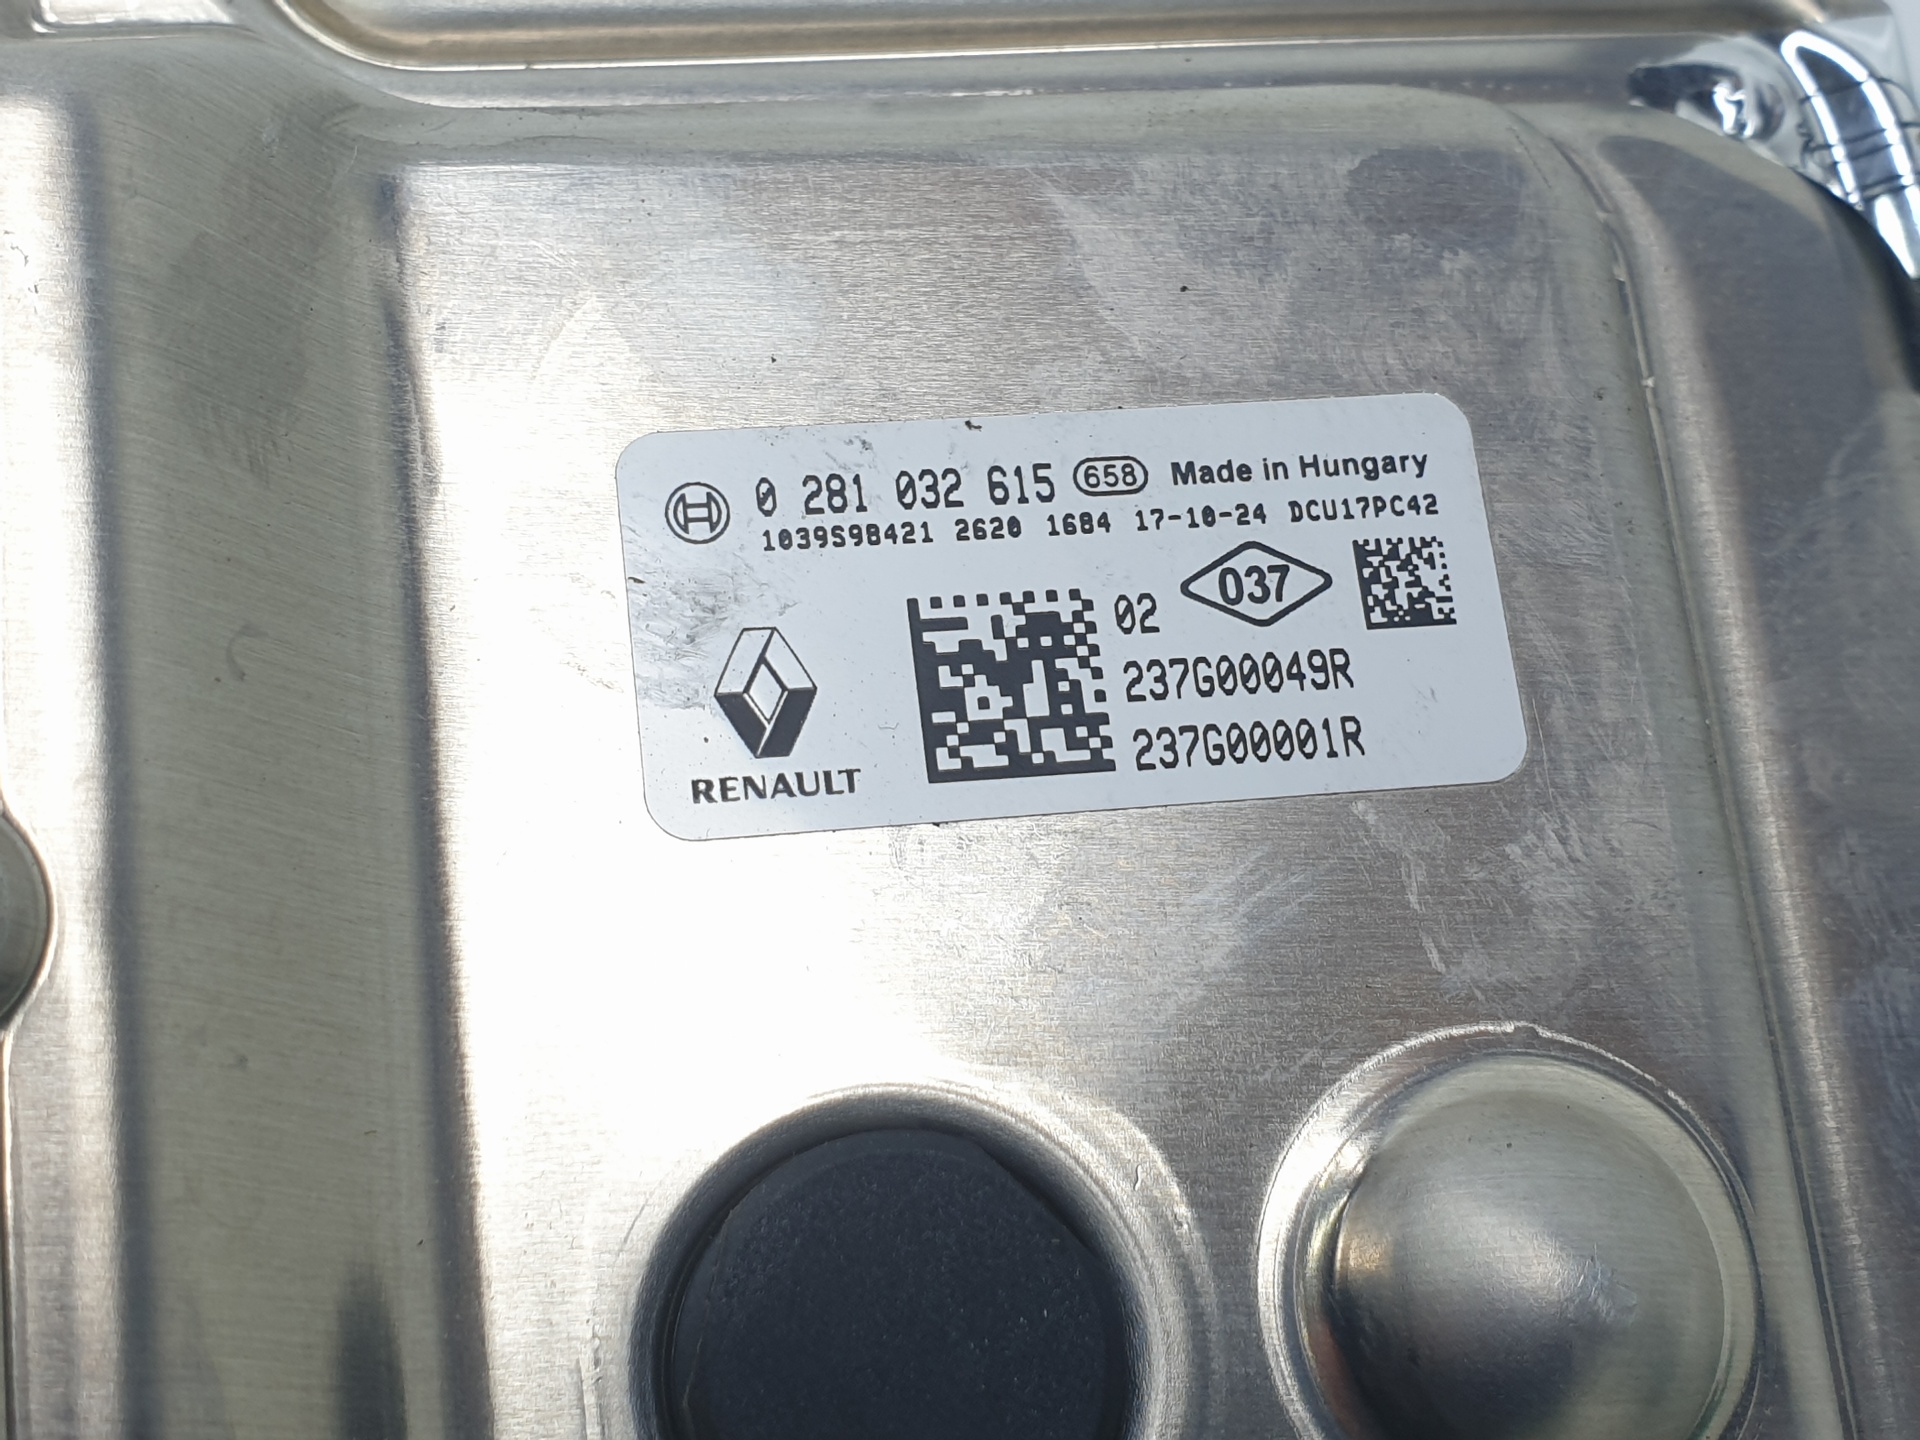 0 281 032 615 658 Made in Hungary
1039S98421 2620 1684 17-10-24 DCU17PC42
02 037
237G00049R
237G00001R
RENAULT